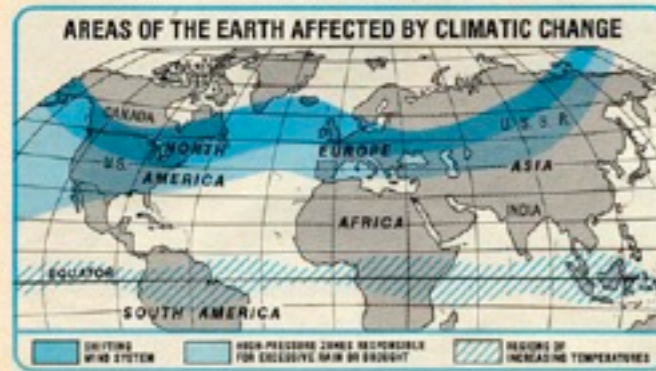 AREAS OF THE EARTH AFFECTED BY CLIMATIC CHANGE
CANADA
U.S.S.R.
NORTH
EUROPE
U.S.
ASIA
AMERICA
INDIA
AFRICA
EQUATOR
SOUTH AMERICA
SHIFTING
WIND SYSTEM
HIGH-PRESSURE ZONES RESPONSIBLE
FOR EXCESSIVE RAIN OR DROUGHT
REGIONS OF
INCREASING TEMPERATURES